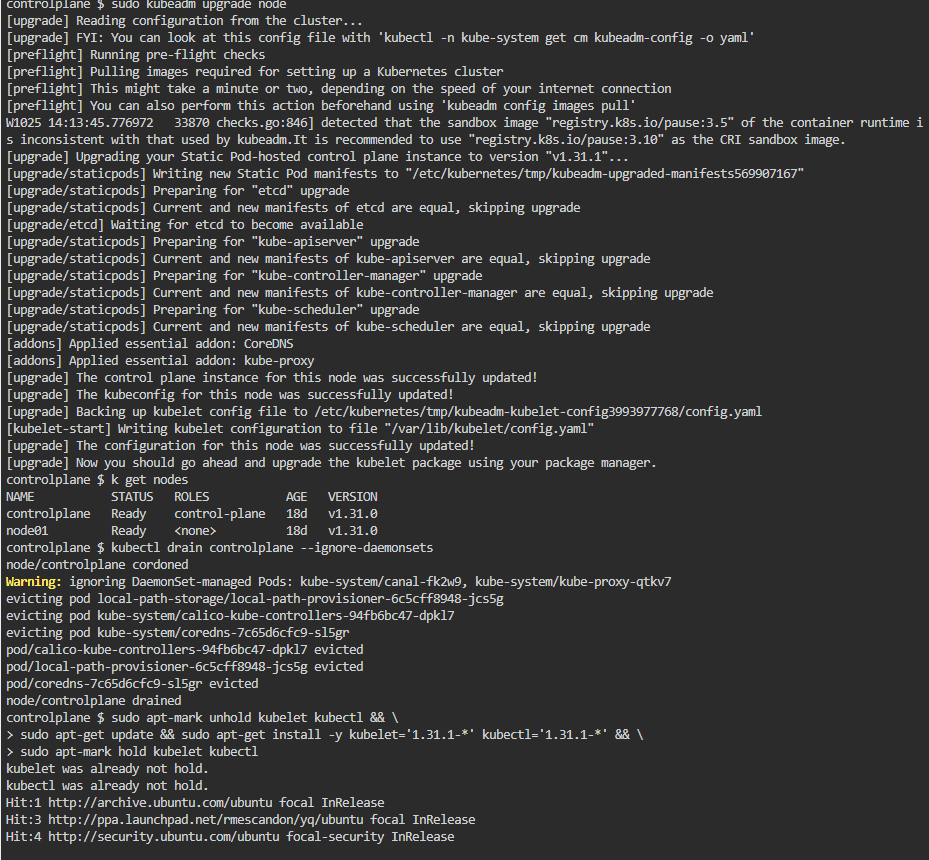 controlplane $ sudo kubeadm upgrade node
[upgrade] Reading configuration from the cluster...
[upgrade] FYI: You can look at this config file with 'kubectl -n kube-system get cm kubeadm-config -o yaml'
[preflight] Running pre-flight checks
[preflight] Pulling images required for setting up a Kubernetes cluster
[preflight] This might take a minute or two, depending on the speed of your internet connection
[preflight] You can also perform this action beforehand using 'kubeadm config images pull'
W1025 14:13:45.776972   33870 checks.go:846] detected that the sandbox image "registry.k8s.io/pause:3.5" of the container runtime i
s inconsistent with that used by kubeadm.It is recommended to use "registry.k8s.io/pause:3.10" as the CRI sandbox image.
[upgrade] Upgrading your Static Pod-hosted control plane instance to version "v1.31.1"...
[upgrade/staticpods] Writing new Static Pod manifests to "/etc/kubernetes/tmp/kubeadm-upgraded-manifests569907167"
[upgrade/staticpods] Preparing for "etcd" upgrade
[upgrade/staticpods] Current and new manifests of etcd are equal, skipping upgrade
[upgrade/etcd] Waiting for etcd to become available
[upgrade/staticpods] Preparing for "kube-apiserver" upgrade
[upgrade/staticpods] Current and new manifests of kube-apiserver are equal, skipping upgrade
[upgrade/staticpods] Preparing for "kube-controller-manager" upgrade
[upgrade/staticpods] Current and new manifests of kube-controller-manager are equal, skipping upgrade
[upgrade/staticpods] Preparing for "kube-scheduler" upgrade
[upgrade/staticpods] Current and new manifests of kube-scheduler are equal, skipping upgrade
[addons] Applied essential addon: CoreDNS
[addons] Applied essential addon: kube-proxy
[upgrade] The control plane instance for this node was successfully updated!
[upgrade] The kubeconfig for this node was successfully updated!
[upgrade] Backing up kubelet config file to /etc/kubernetes/tmp/kubeadm-kubelet-config3993977768/config.yaml
[kubelet-start] Writing kubelet configuration to file "/var/lib/kubelet/config.yaml"
[upgrade] The configuration for this node was successfully updated!
[upgrade] Now you should go ahead and upgrade the kubelet package using your package manager.
controlplane $ k get nodes
NAME           STATUS   ROLES           AGE   VERSION
controlplane   Ready    control-plane   18d   v1.31.0
node01         Ready    <none>          18d   v1.31.0
controlplane $ kubectl drain controlplane --ignore-daemonsets
node/controlplane cordoned
Warning: ignoring DaemonSet-managed Pods: kube-system/canal-fk2w9, kube-system/kube-proxy-qtkv7
evicting pod local-path-storage/local-path-provisioner-6c5cff8948-jcs5g
evicting pod kube-system/calico-kube-controllers-94fb6bc47-dpkl7
evicting pod kube-system/coredns-7c65d6cfc9-sl5gr
pod/calico-kube-controllers-94fb6bc47-dpkl7 evicted
pod/local-path-provisioner-6c5cff8948-jcs5g evicted
pod/coredns-7c65d6cfc9-sl5gr evicted
node/controlplane drained
controlplane $ sudo apt-mark unhold kubelet kubectl && \
> sudo apt-get update && sudo apt-get install -y kubelet='1.31.1-*' kubectl='1.31.1-*' && \
> sudo apt-mark hold kubelet kubectl
kubelet was already not hold.
kubectl was already not hold.
Hit:1 http://archive.ubuntu.com/ubuntu focal InRelease
Hit:3 http://ppa.launchpad.net/rmescandon/yq/ubuntu focal InRelease
Hit:4 http://security.ubuntu.com/ubuntu focal-security InRelease